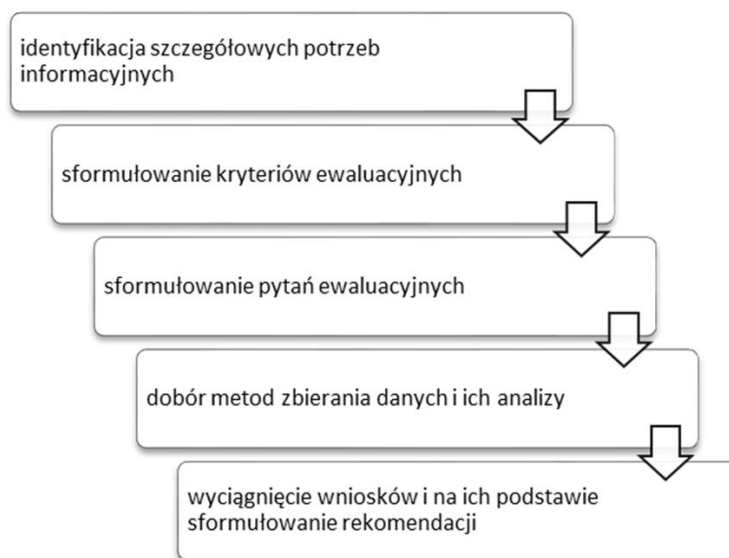 identyfikacja szczegółowych potrzeb
informacyjnych
sformułowanie kryteriów ewaluacyjnych
sformułowanie pytań ewaluacyjnych
dobór metod zbierania danych i ich analizy
wyciągnięcie wniosków i na ich podstawie
sformułowanie rekomendacji